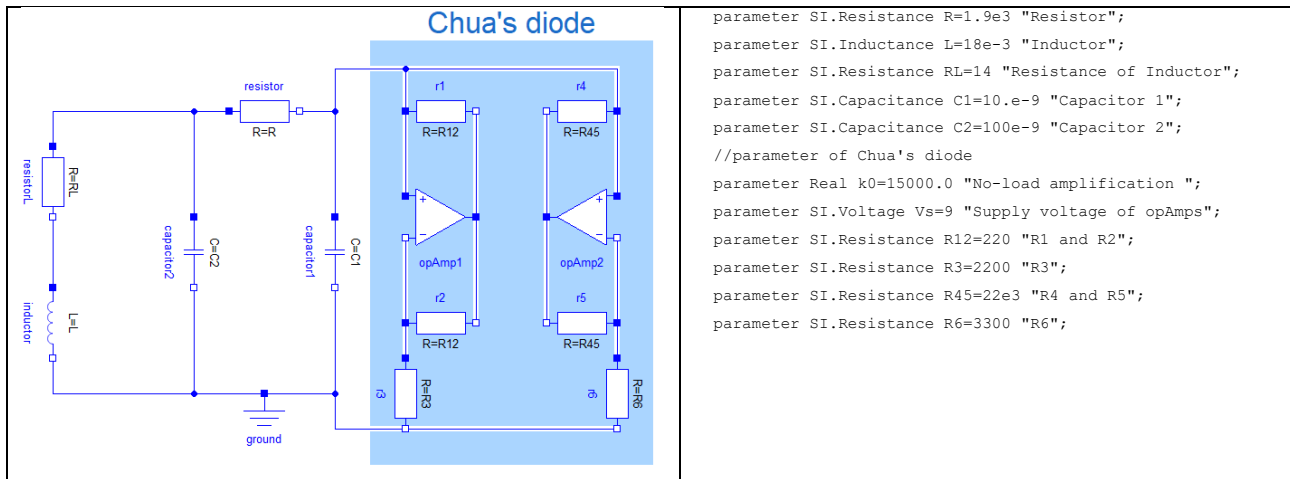 Chua's diode
resistor
R=R
resistorL
R=RL
inductor
L=L
capacitor2
C=C2
capacitor1
C=C1
ground
r1
R=R12
+
-
opAmp1
r2
R=R12
r3
R=R3
r4
R=R45
+
-
opAmp2
r5
R=R45
r6
R=R6
parameter SI.Resistance R=1.9e3 "Resistor";
parameter SI.Inductance L=18e-3 "Inductor";
parameter SI.Resistance RL=14 "Resistance of Inductor";
parameter SI.Capacitance C1=10.e-9 "Capacitor 1";
parameter SI.Capacitance C2=100e-9 "Capacitor 2";
//parameter of Chua's diode
parameter Real k0=15000.0 "No-load amplification ";
parameter SI.Voltage Vs=9 "Supply voltage of opAmps";
parameter SI.Resistance R12=220 "R1 and R2";
parameter SI.Resistance R3=2200 "R3";
parameter SI.Resistance R45=22e3 "R4 and R5";
parameter SI.Resistance R6=3300 "R6";